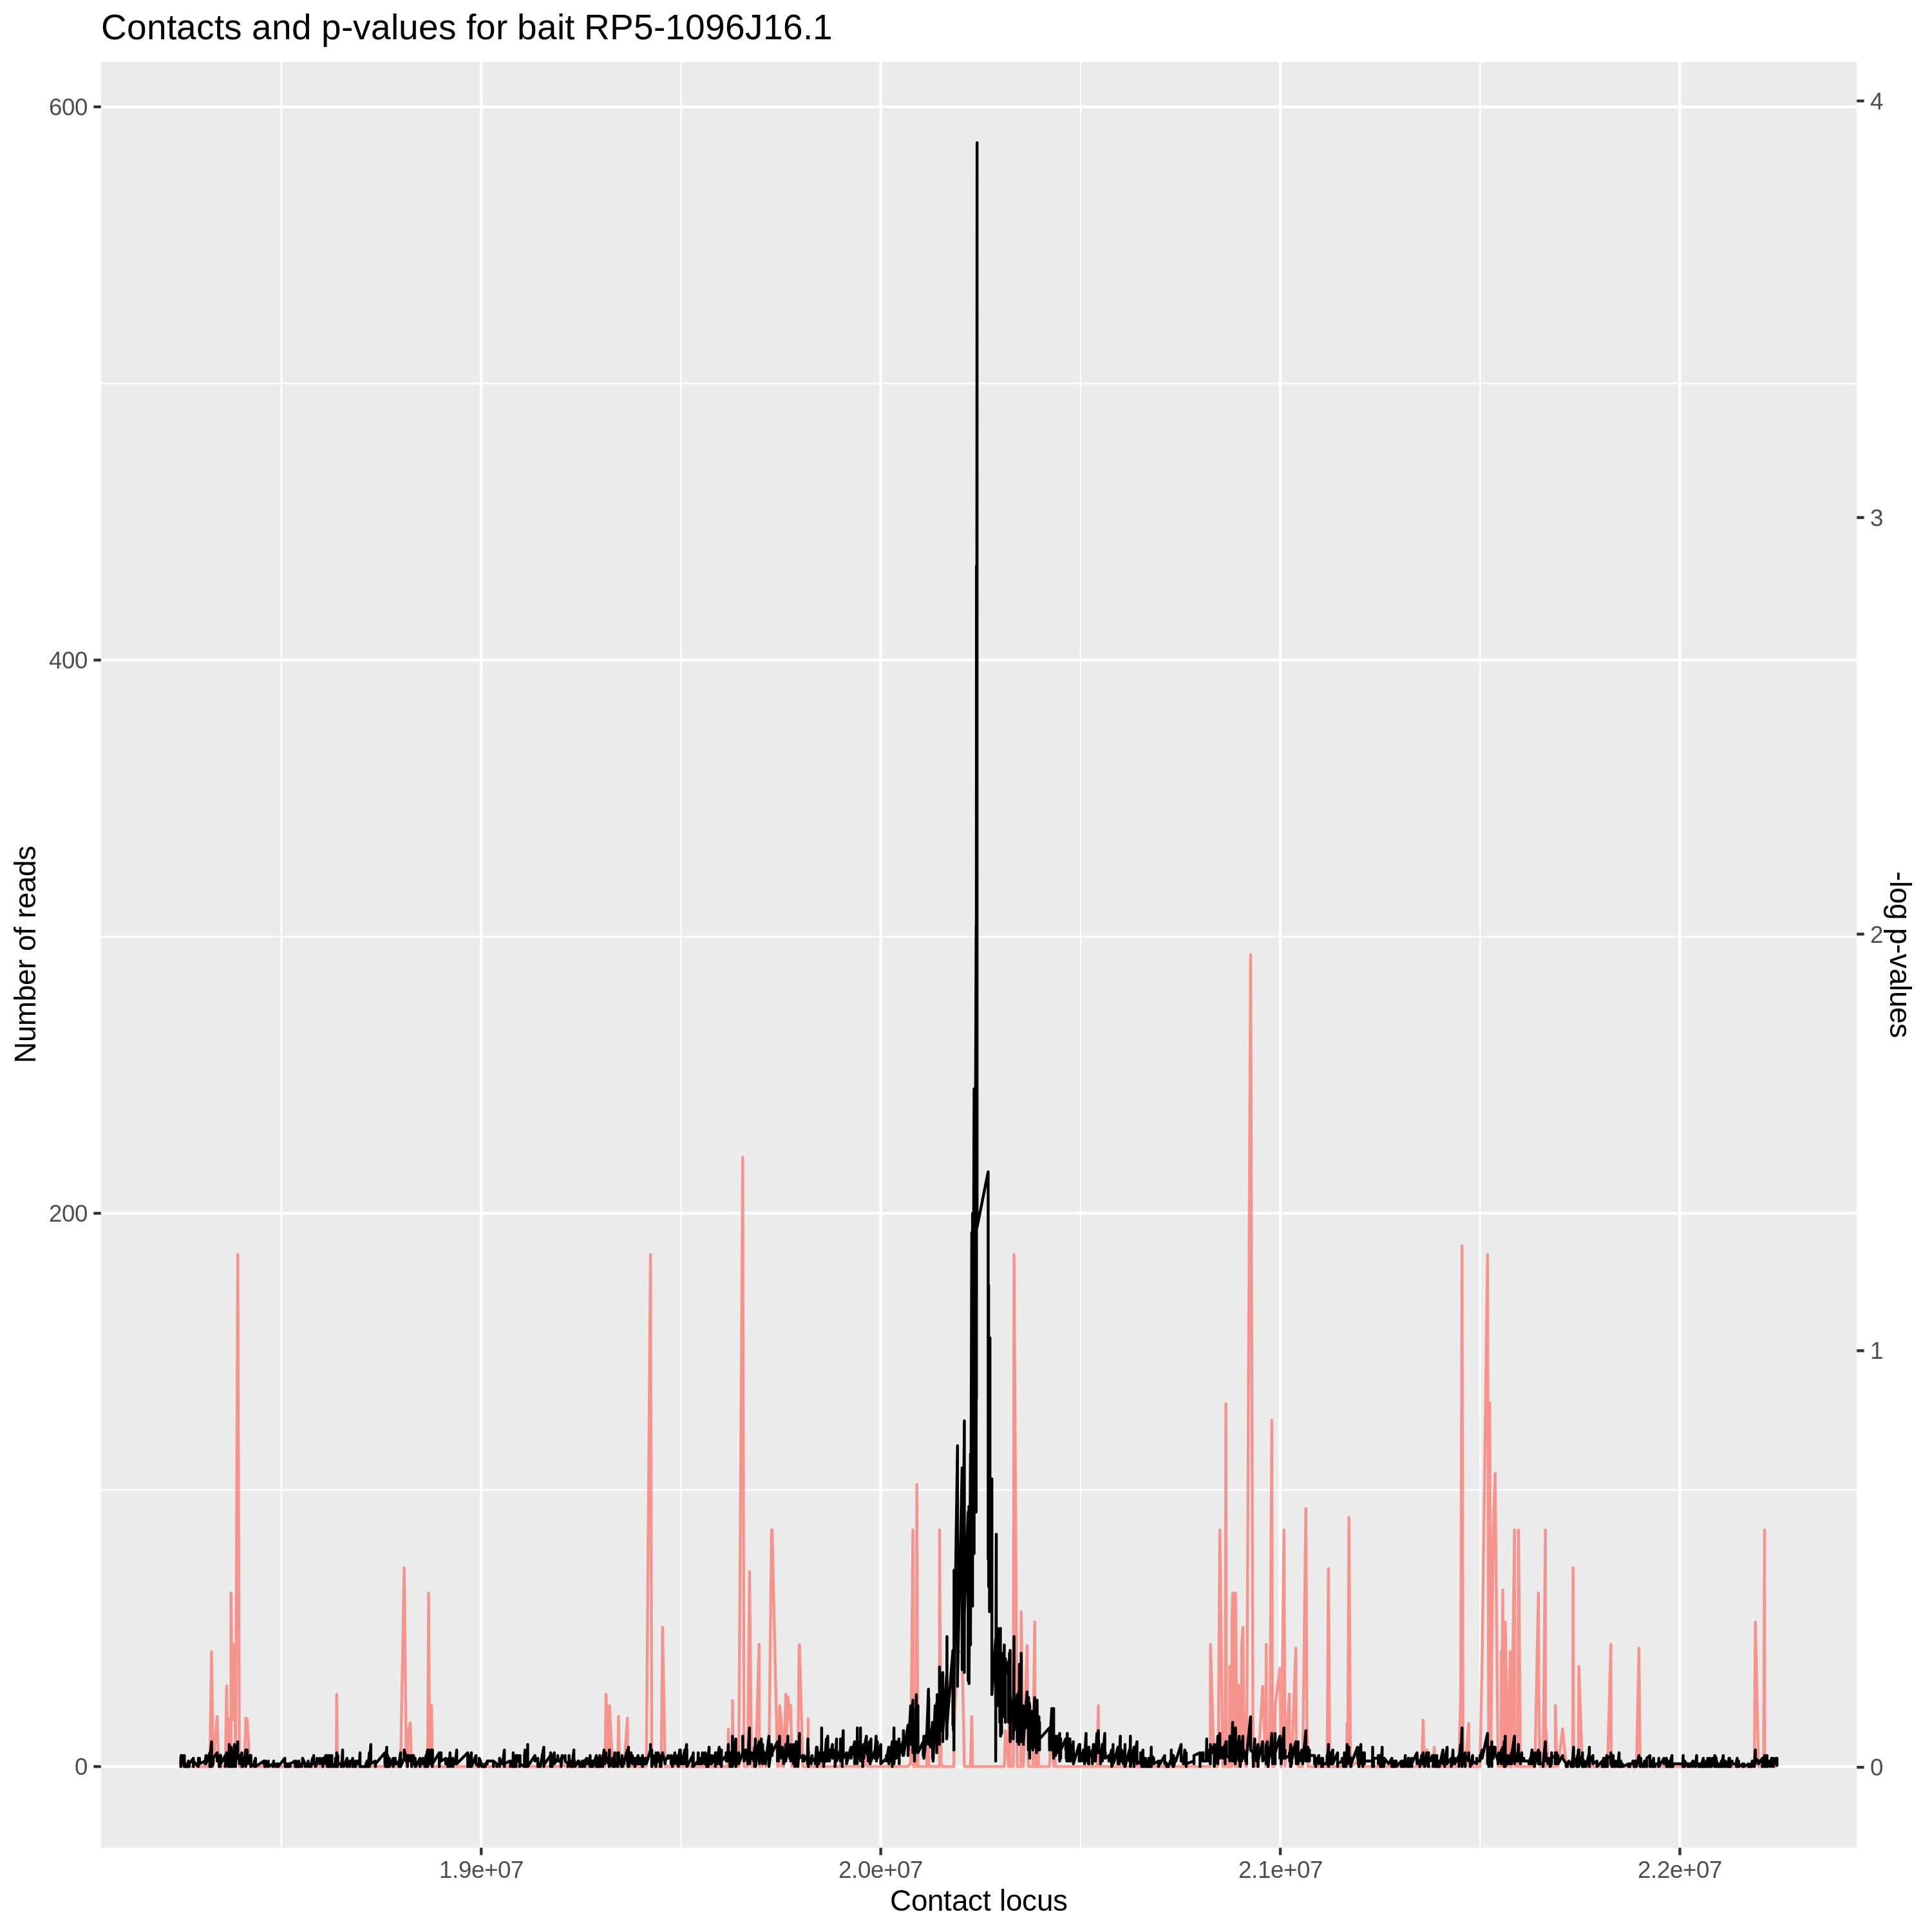 Contacts and p-values for bait RP5-1096J16.1
600
400
200
0
Number of reads
4
3
2
1
0
-log p-values
1.9e+07
2.0e+07
2.1e+07
2.2e+07
Contact locus